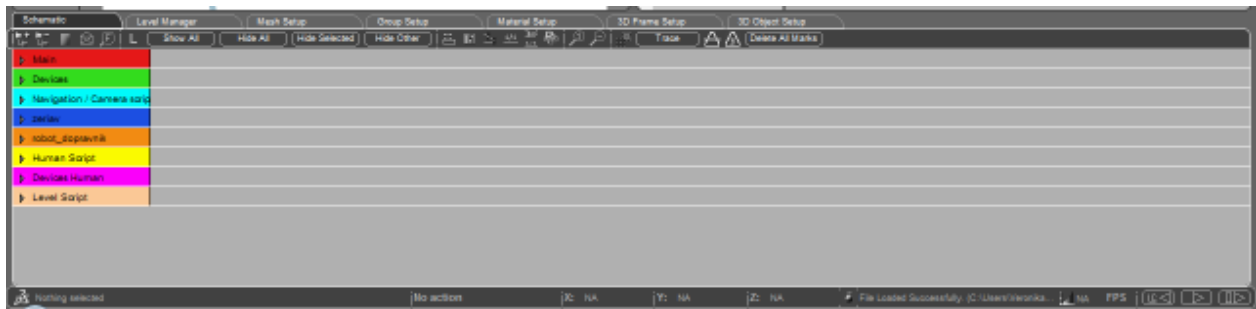 Schematic Level Manager Mesh Setup Group Setup Material Setup 3D Frame Setup 3D Object Setup
L Show All Hide All Hide Selected Hide Other Trace Delete All Marks
Main
Devices
Navigation / Camera scrip
zeriav
robot_dopravnik
Human Script
Devices Human
Level Script
Nothing selected No action X: NA Y: NA Z: NA File Loaded Successfully. (C:\Users\Veronika... NA FPS